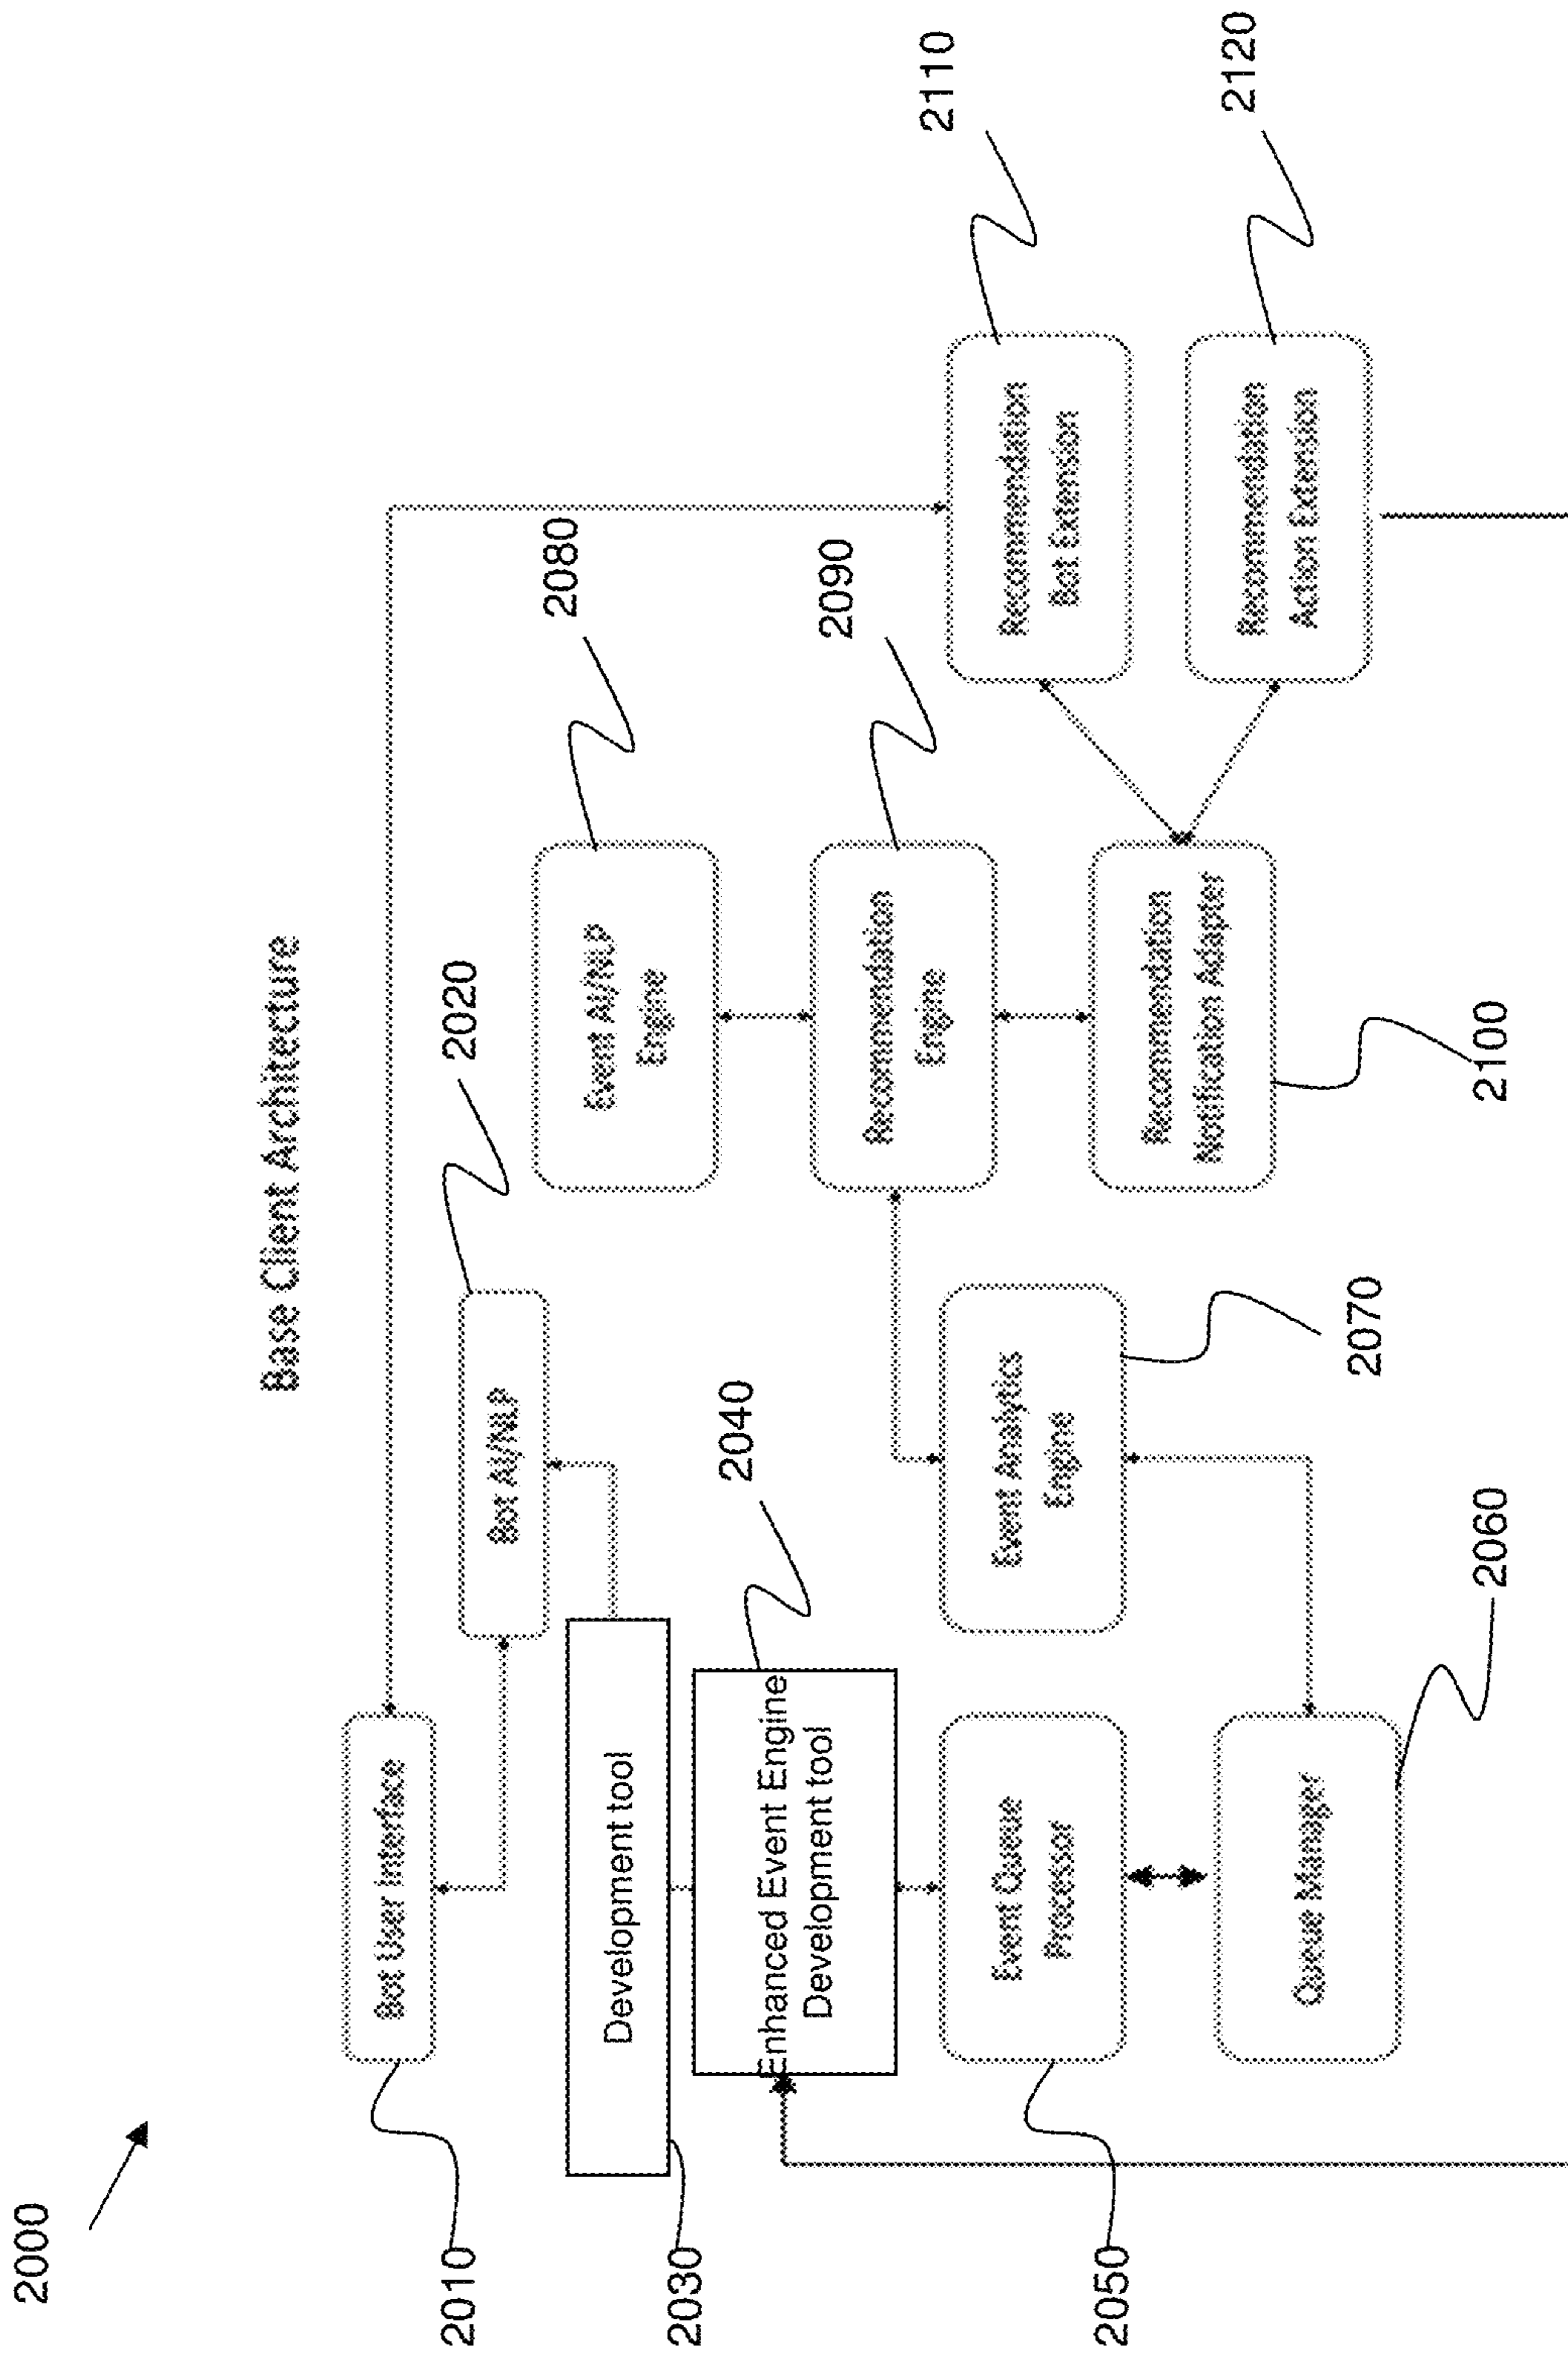 2000
Base Client Architecture
2010
Bot User Interface
Bot AI/NLP
2020
2080
2030
Development tool
Event AI/NLP
Engine
2040
Enhanced Event Engine
Development tool
2090
Recommendation
Engine
2110
Event Queue
Processor
2050
Event Analytics
Engine
2070
Recommendation
Bot Extension
Recommendation
Notification Adapter
2100
2120
Queue Manager
2060
Recommendation
Action Extension